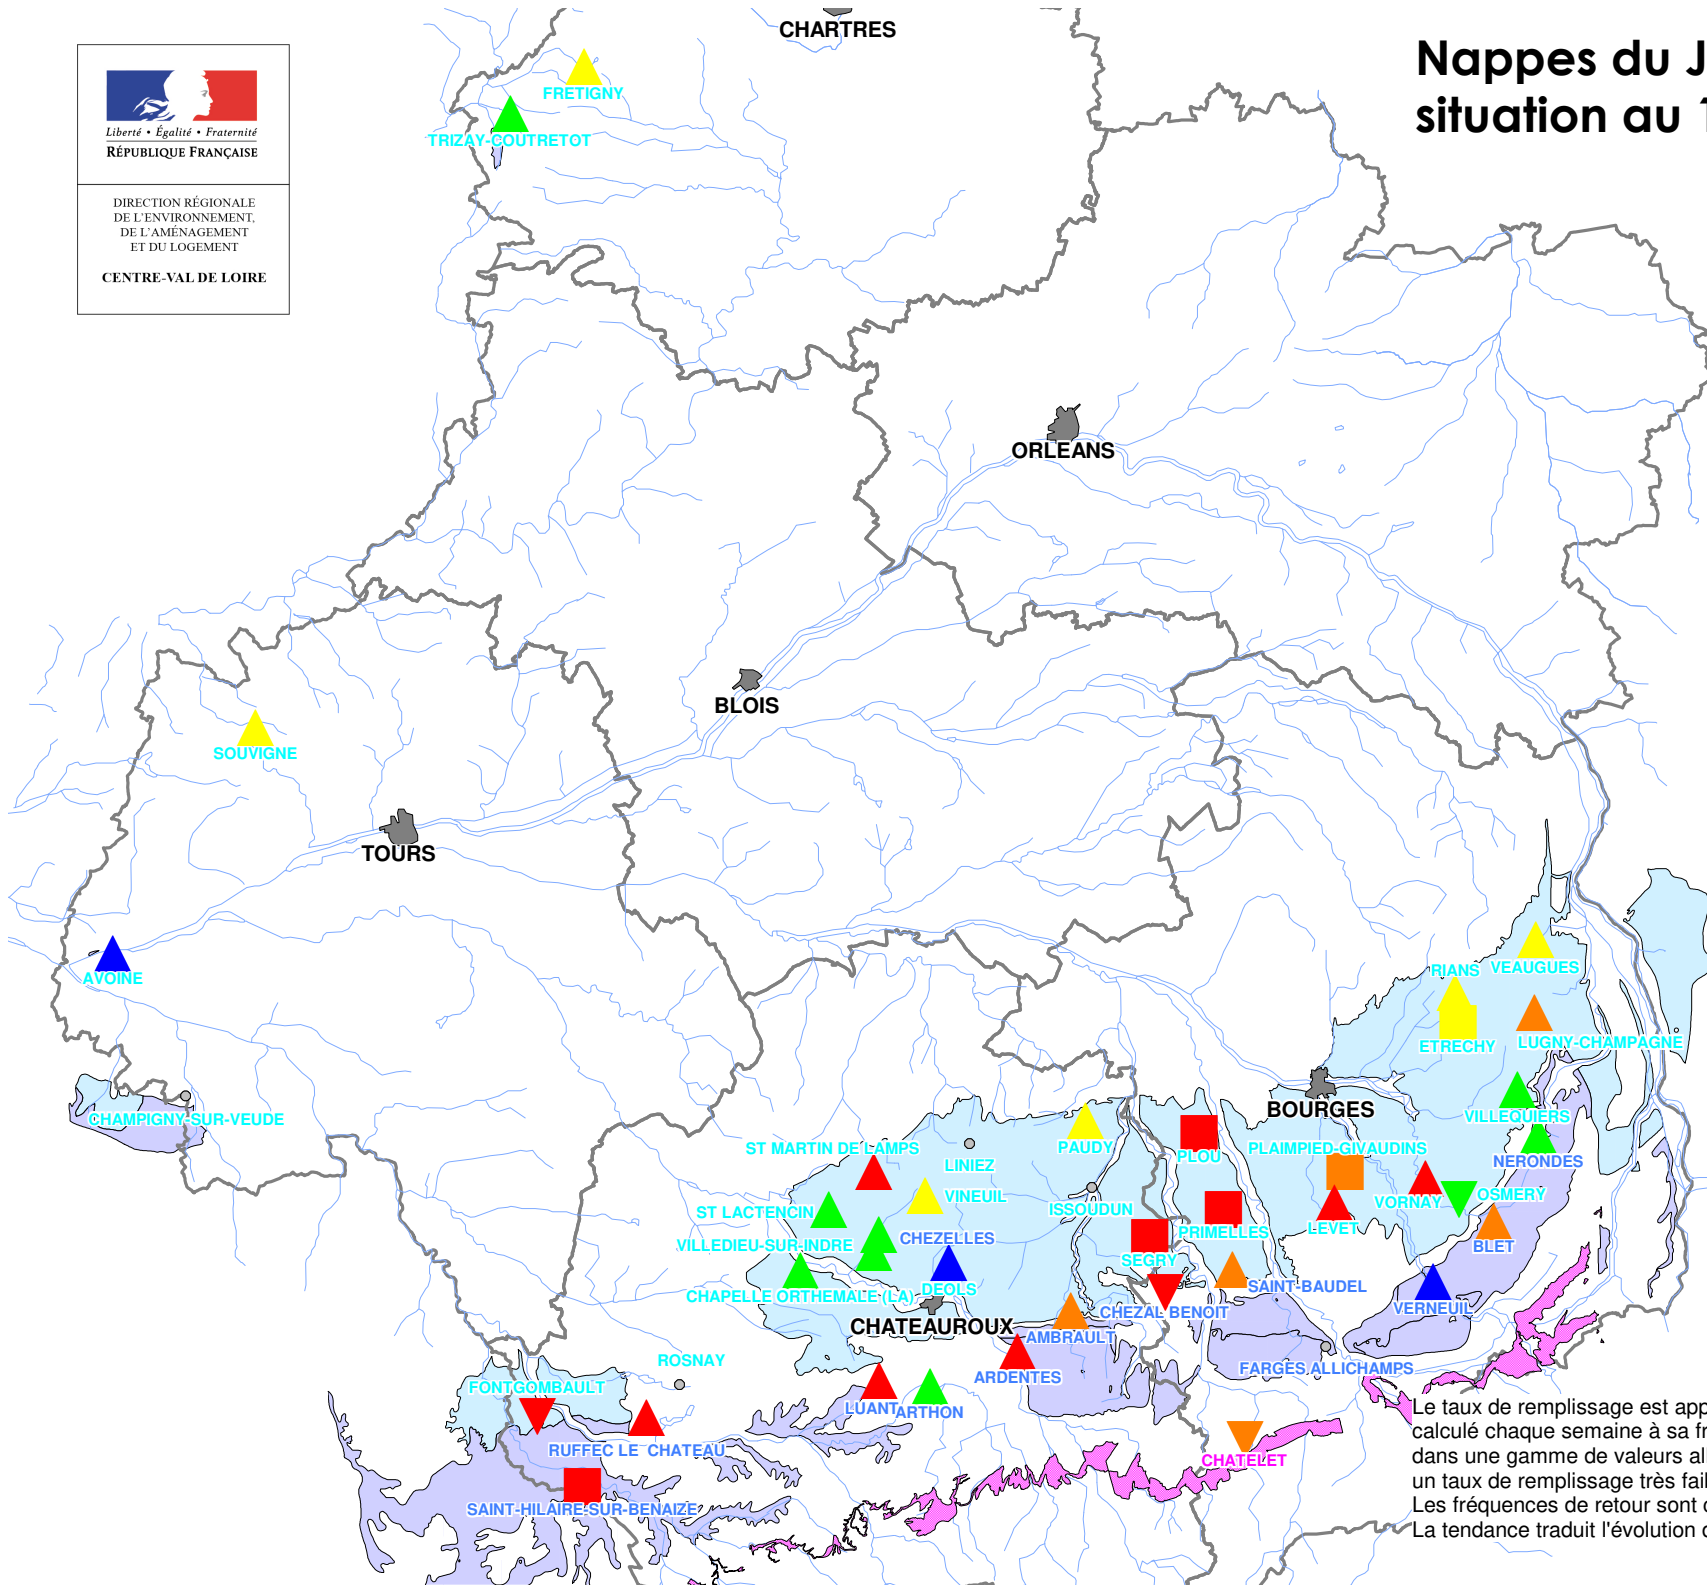 CHARTRES
Nappes du J
situation au 1
FRETIGNY
TRIZAY-COUTRETOT
Liberté • Égalité • Fraternité
RÉPUBLIQUE FRANÇAISE
DIRECTION RÉGIONALE
DE L'ENVIRONNEMENT,
DE L'AMÉNAGEMENT
ET DU LOGEMENT
CENTRE-VAL DE LOIRE
ORLEANS
BLOIS
SOUVIGNE
TOURS
AVOINE
RIANS
VEAUGUES
ETRECHY
LUGNY-CHAMPAGNE
CHAMPIGNY-SUR-VEUDE
BOURGES
VILLEQUIERS
ST MARTIN DE LAMPS
LINIEZ
PAUDY
PLOU
PLAIMPIED-GIVAUDINS
NERONDES
VINEUIL
ISSOUDUN
VORNAY
OSMERY
ST LACTENCIN
PRIMELLES
LEVET
VILLEDIEU-SUR-INDRE
CHEZELLES
SEGRY
BLET
CHAPELLE ORTHEMALE (LA)
DEOLS
SAINT-BAUDEL
CHEZAL BENOIT
VERNEUIL
CHATEAUROUX
AMBRAULT
ROSNAY
ARDENTES
FARGES ALLICHAMPS
FONTGOMBAULT
LUANT
ARTHON
RUFFEC LE CHATEAU
CHATELET
SAINT-HILAIRE-SUR-BENAIZE
Le taux de remplissage est app
calculé chaque semaine à sa fr
dans une gamme de valeurs all
un taux de remplissage très fail
Les fréquences de retour sont
La tendance traduit l'évolution